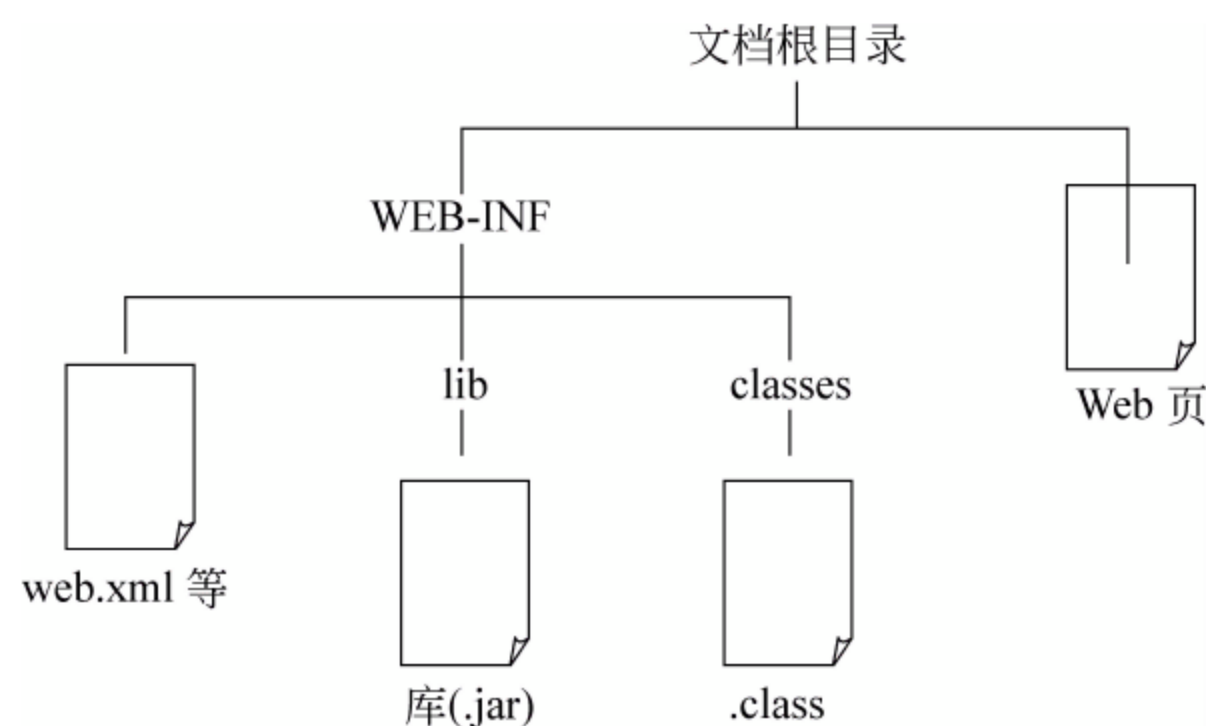 文档根目录
WEB-INF
lib
classes
Web 页
web.xml 等
库(.jar)
.class